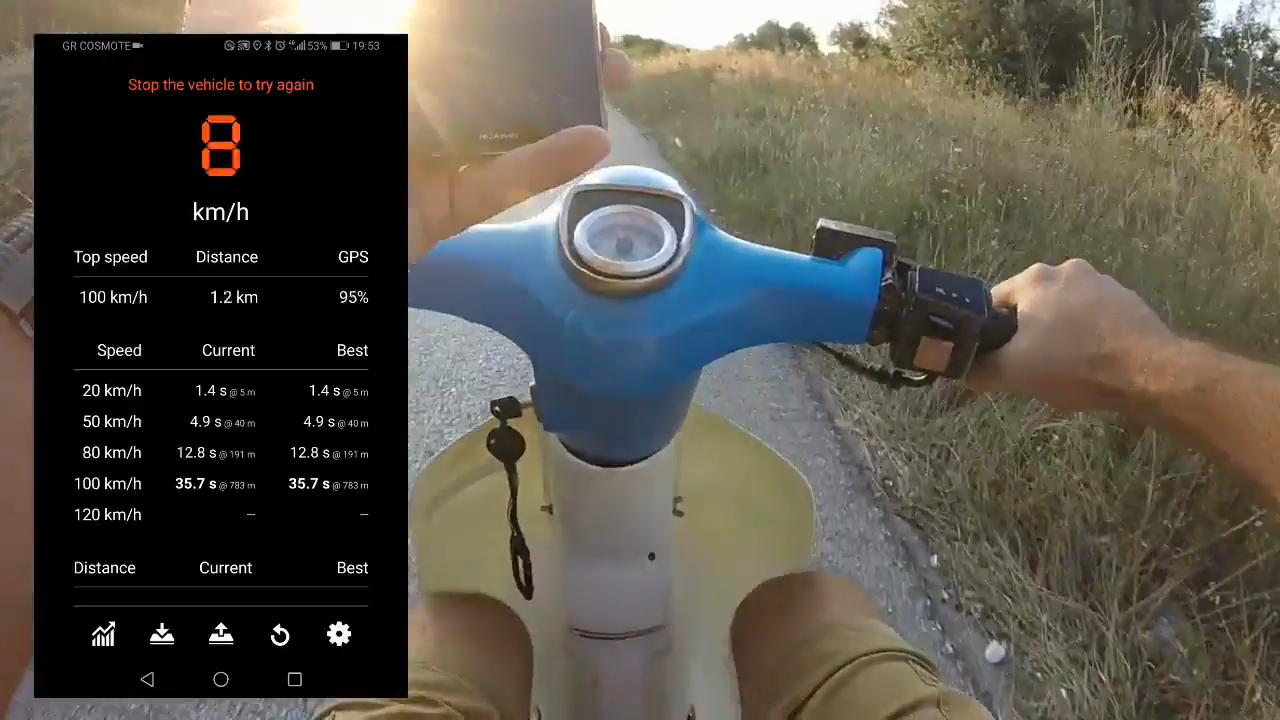 GR COSMOTE 53% 19:53
Stop the vehicle to try again
8
km/h
Top speed Distance GPS
100 km/h 1.2 km 95%
Speed Current Best
20 km/h 1.4 s @ 5 m 1.4 s @ 5 m
50 km/h 4.9 s @ 40 m 4.9 s @ 40 m
80 km/h 12.8 s @ 191 m 12.8 s @ 191 m
100 km/h 35.7 s @ 783 m 35.7 s @ 783 m
120 km/h – –
Distance Current Best
HUAWEI